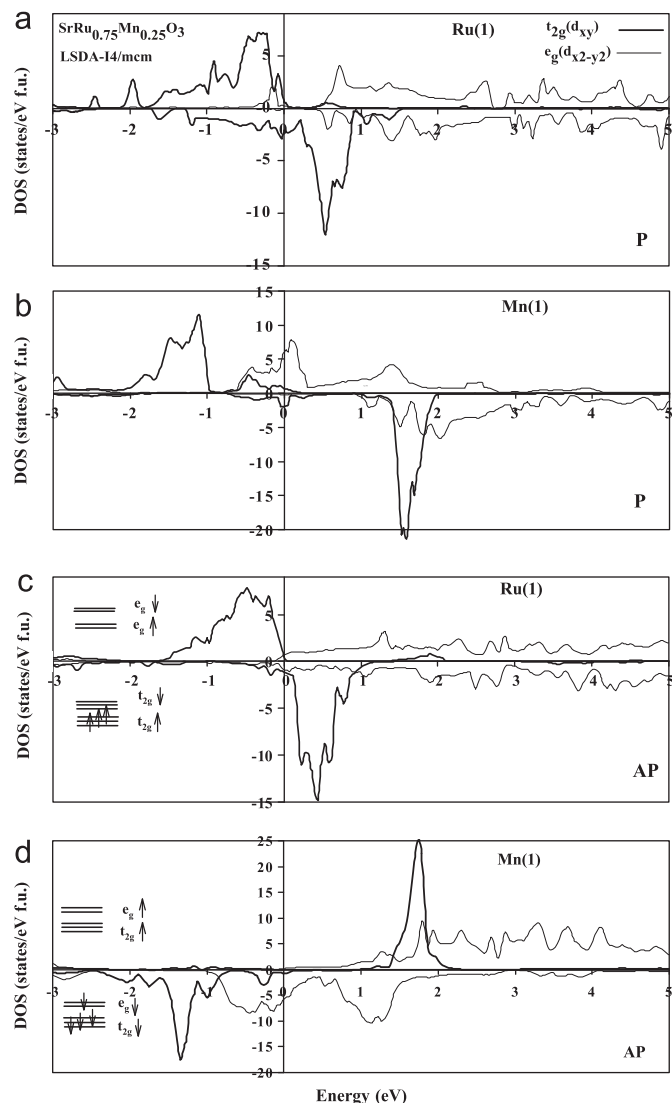 a
SrRu0.75Mn0.25O3
LSDA-I4/mcm
Ru(1)
t2g(dxy)
eg(dx2-y2)
DOS (states/eV f.u.)
5
0
-5
-10
-15
-3 -2 -1 0 1 2 3 4 5
P
b
Mn(1)
DOS (states/eV f.u.)
15
10
5
0
-5
-10
-15
-20
-3 -2 -1 0 1 2 3 4 5
P
c
eg ↓
eg ↑
t2g ↓
t2g ↑
Ru(1)
DOS (states/eV f.u.)
5
0
-5
-10
-15
-3 -2 -1 0 1 2 3 4 5
AP
d
eg ↑
t2g ↑
eg ↓
t2g ↓
Mn(1)
DOS (states/eV f.u.)
25
20
15
10
5
0
-5
-10
-15
-20
-3 -2 -1 0 1 2 3 4 5
AP
Energy (eV)